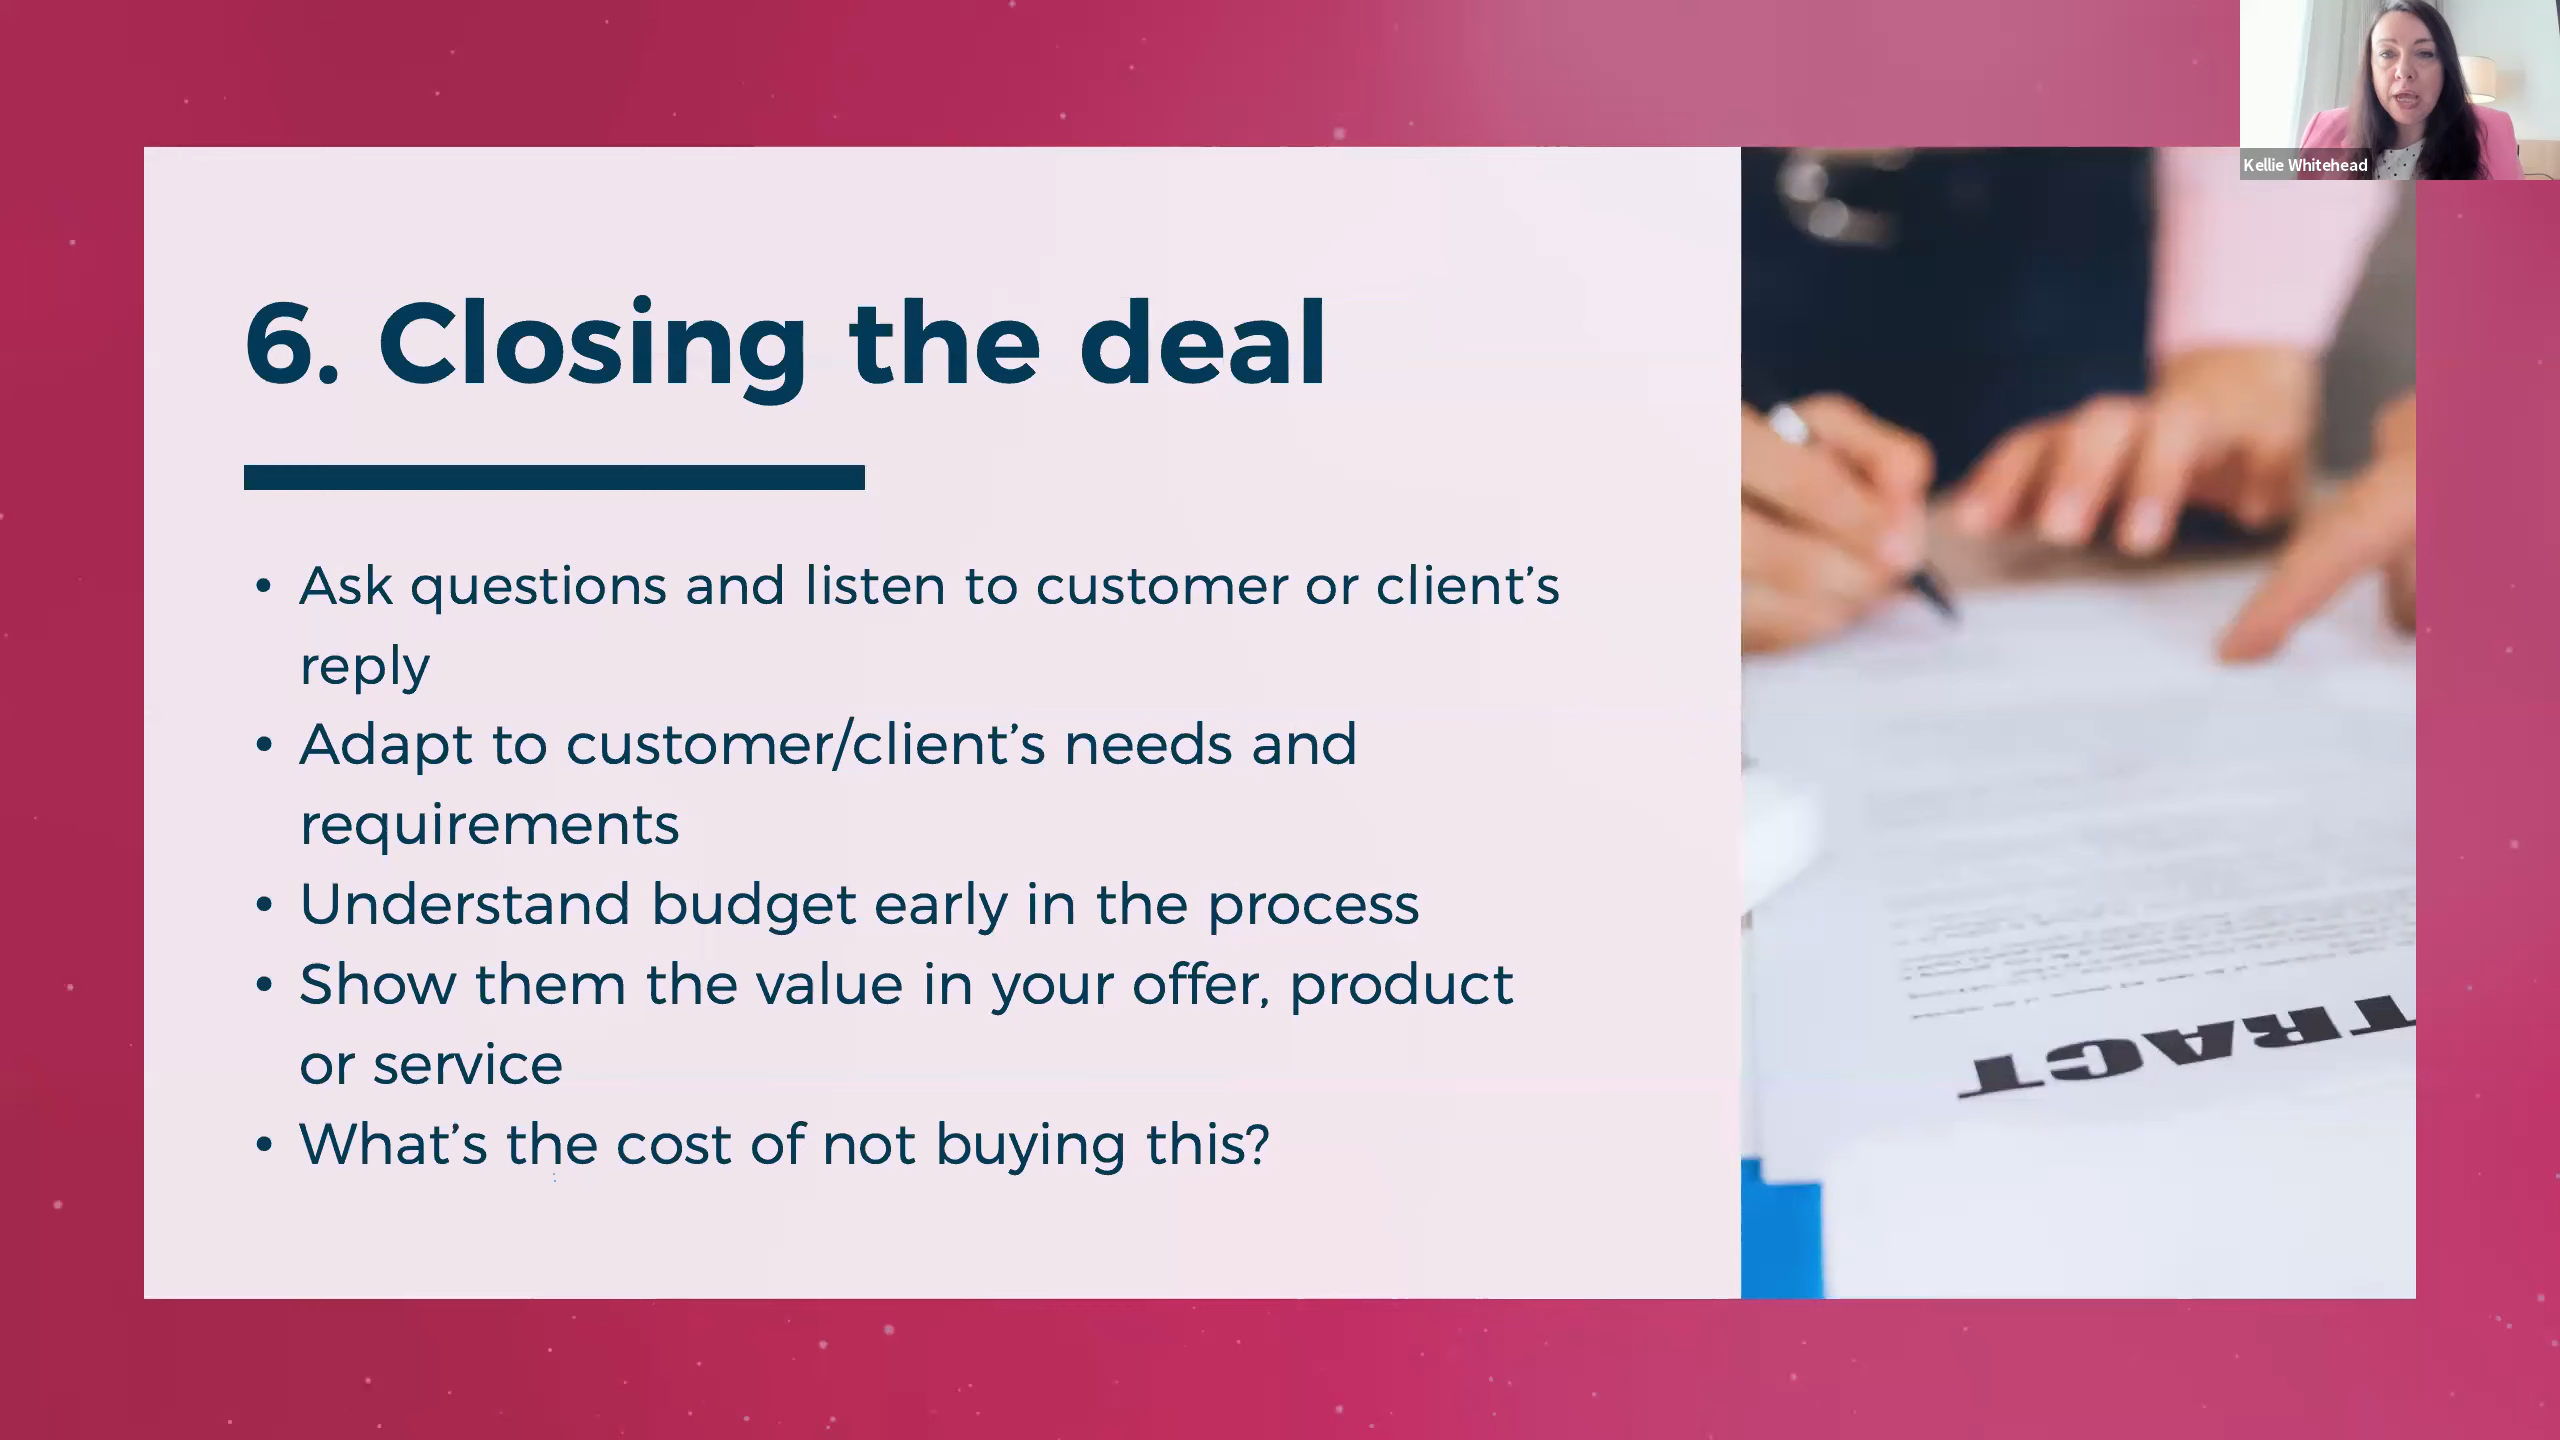 Kellie Whitehead
6. Closing the deal
• Ask questions and listen to customer or client’s
reply
• Adapt to customer/client’s needs and
requirements
• Understand budget early in the process
• Show them the value in your offer, product
or service
• What’s the cost of not buying this?
TRACT